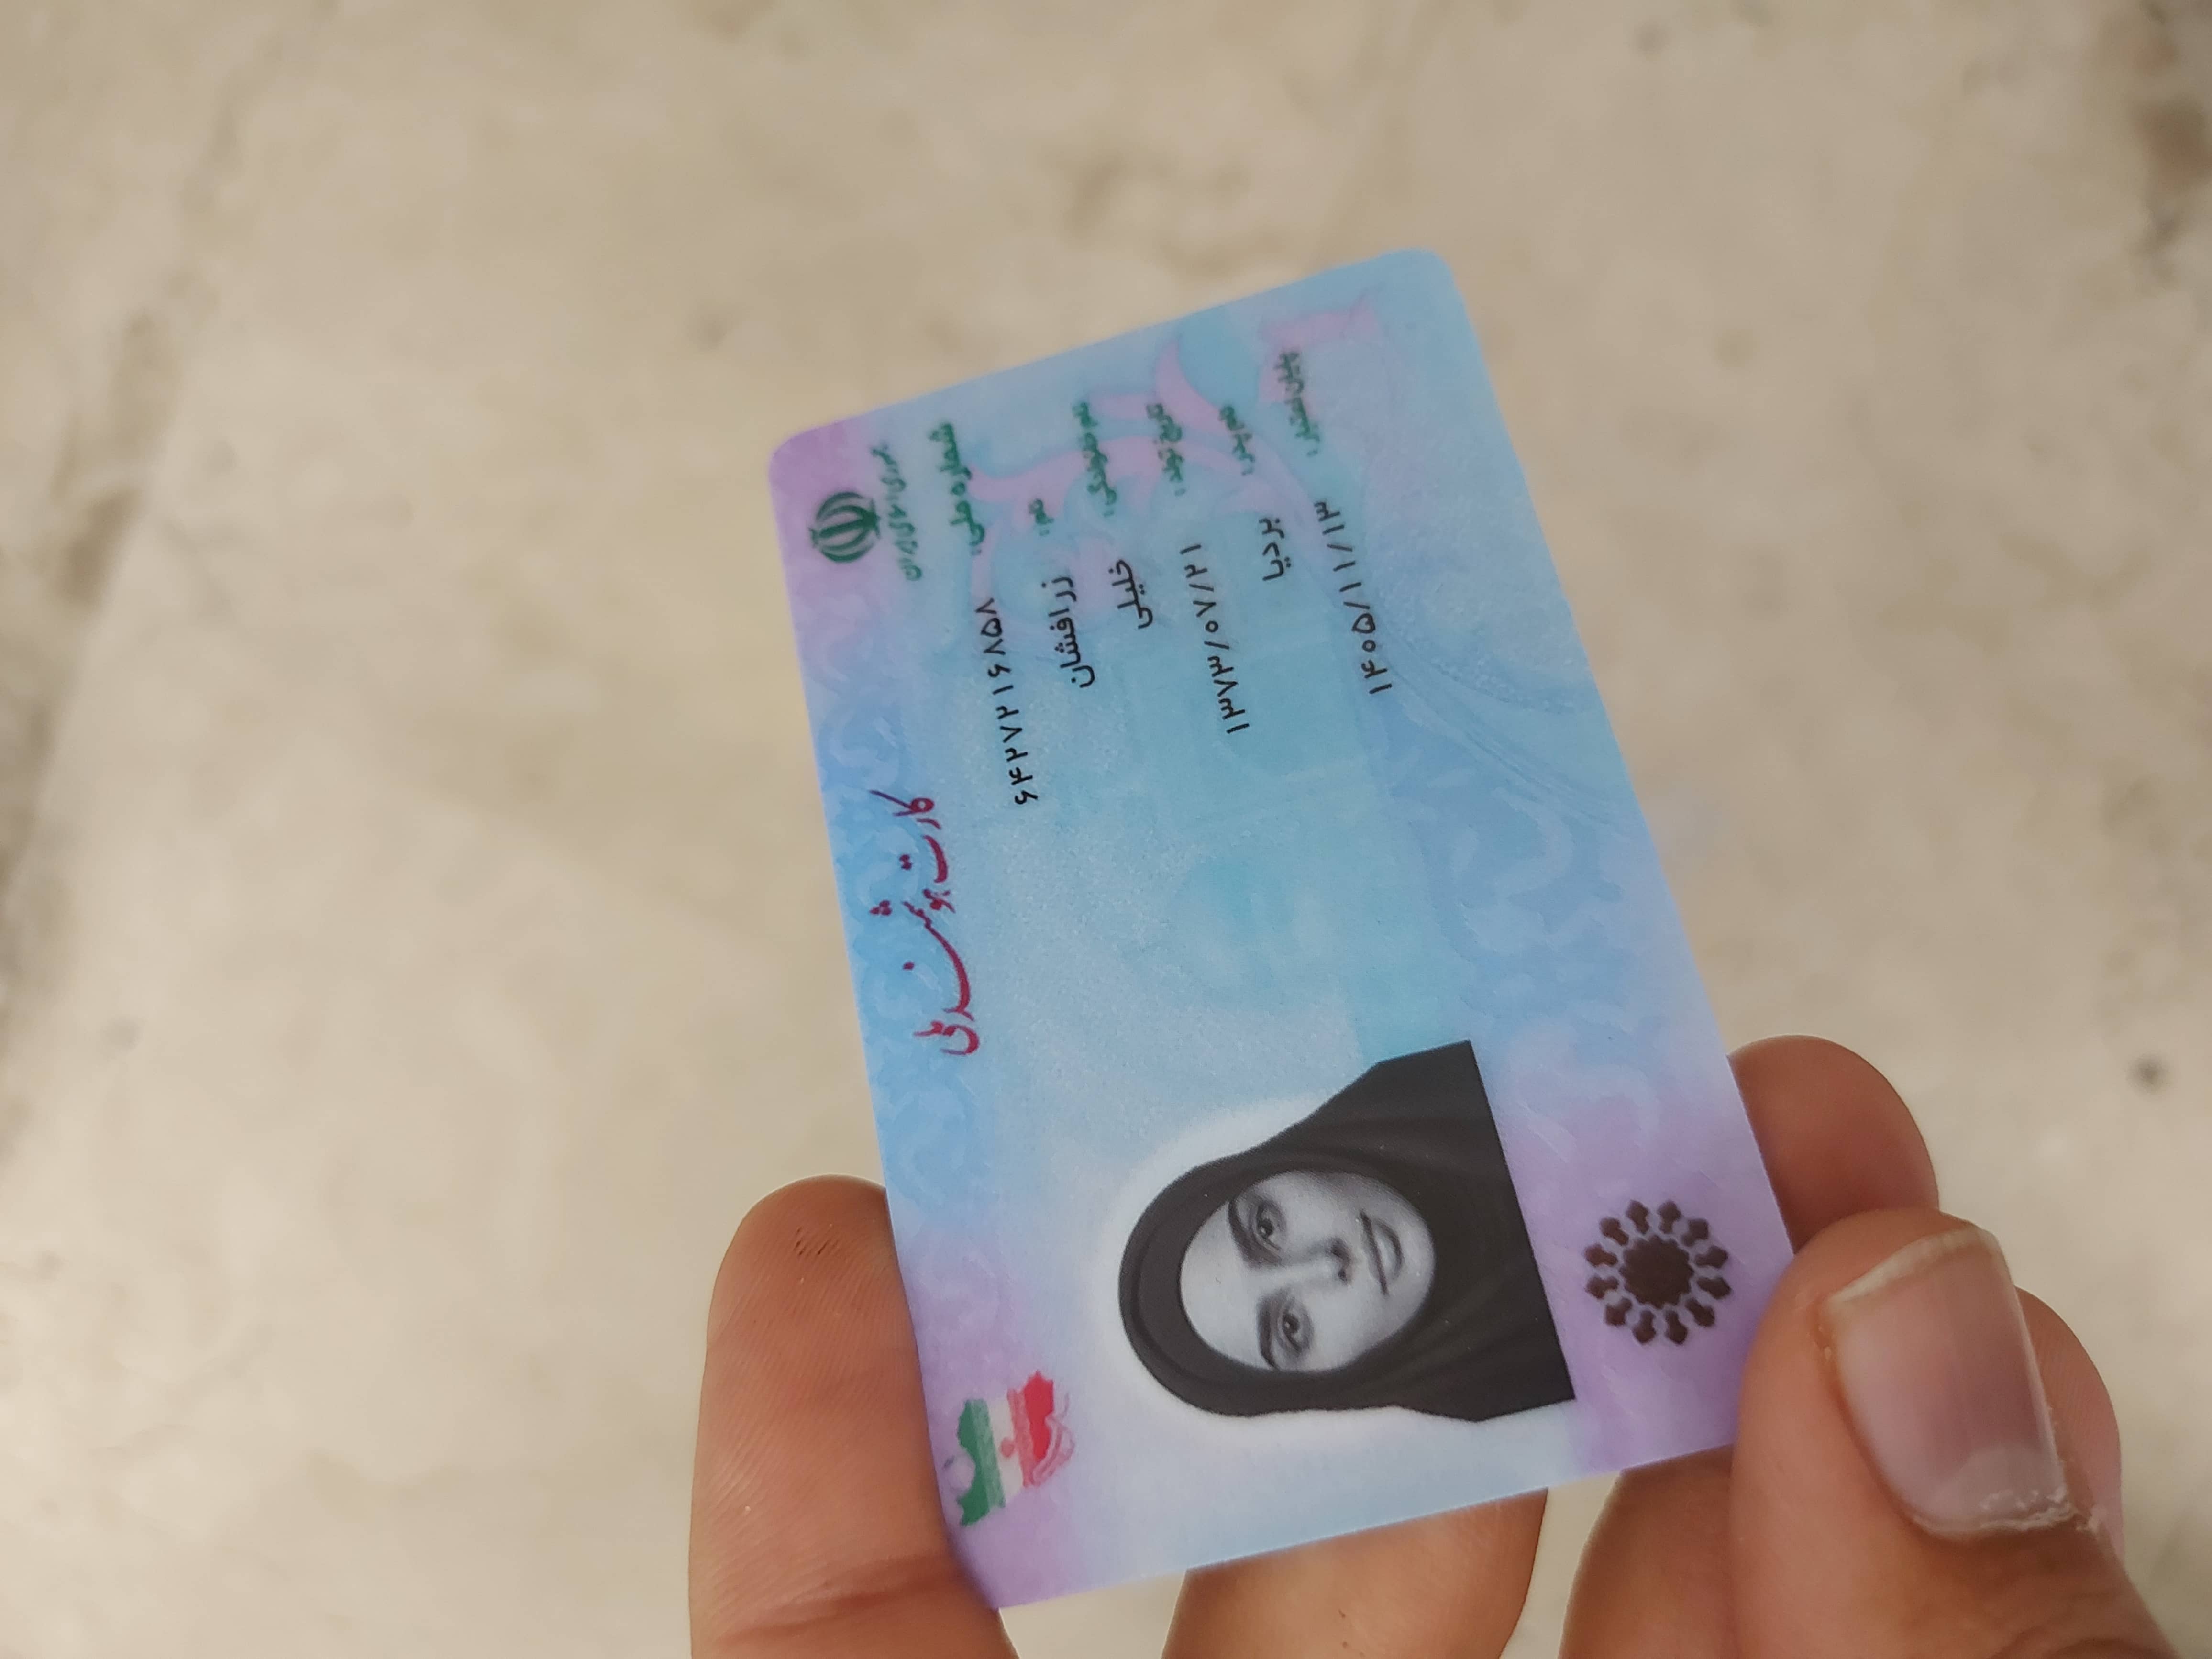 جمهوری اسلامی ایران
کارت هوشمند ملی
شماره ملی: ۶۴۲۷۲۱۶۸۵۸
نام: زرافشان
نام خانوادگی: خلیلی
تاریخ تولد: ۱۳۷۳/۰۷/۲۱
نام پدر: بردیا
پایان اعتبار: ۱۴۰۵/۱۱/۱۳